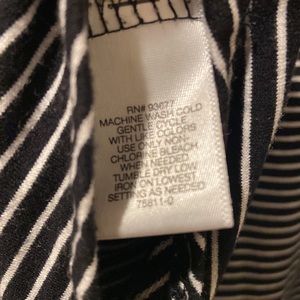 RN# 93677
MACHINE WASH COLD
GENTLE CYCLE
WITH LIKE COLORS
USE ONLY NON
CHLORINE BLEACH
WHEN NEEDED
TUMBLE DRY LOW
IRON ON LOWEST
SETTING AS NEEDED
75811-0